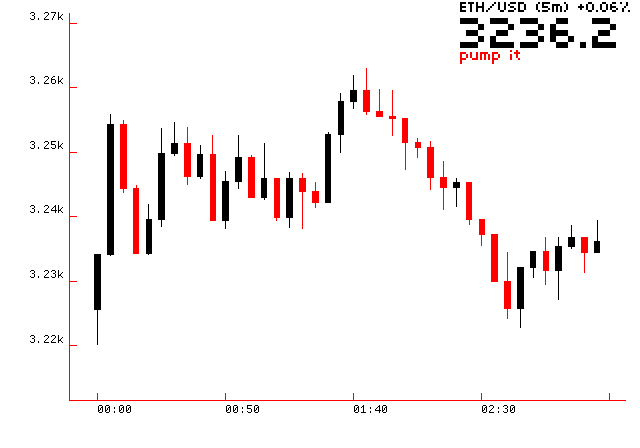 ETH/USD (5m) +0.06%
3236.2
pump it
3.27k
3.26k
3.25k
3.24k
3.23k
3.22k
00:00 00:50 01:40 02:30